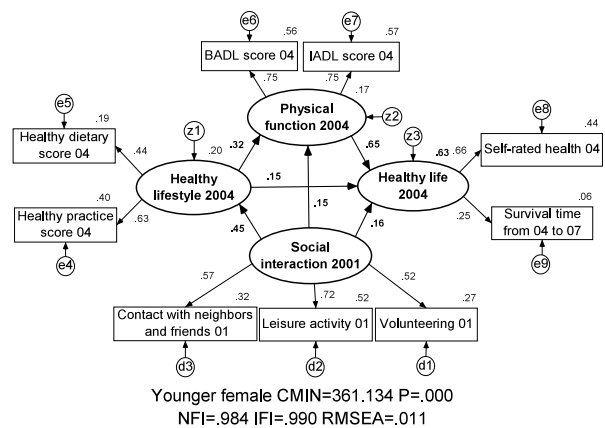 e6
e7
.56
.57
BADL score 04
IADL score 04
.75
.75
.17
e5
z1
Physical
function 2004
z2
z3
e8
.19
.44
Healthy dietary
score 04
.44
.20
.32
.65
.63
.66
Self-rated health 04
Healthy
lifestyle 2004
.15
Healthy life
2004
.40
.06
Healthy practice
score 04
.63
.15
.25
Survival time
from 04 to 07
.45
.16
e4
Social
interaction 2001
e9
.57
.52
.32
.72
.52
.27
Contact with neighbors
and friends 01
Leisure activity 01
Volunteering 01
d3
d2
d1
Younger female CMIN=361.134 P=.000
NFI=.984 IFI=.990 RMSEA=.011